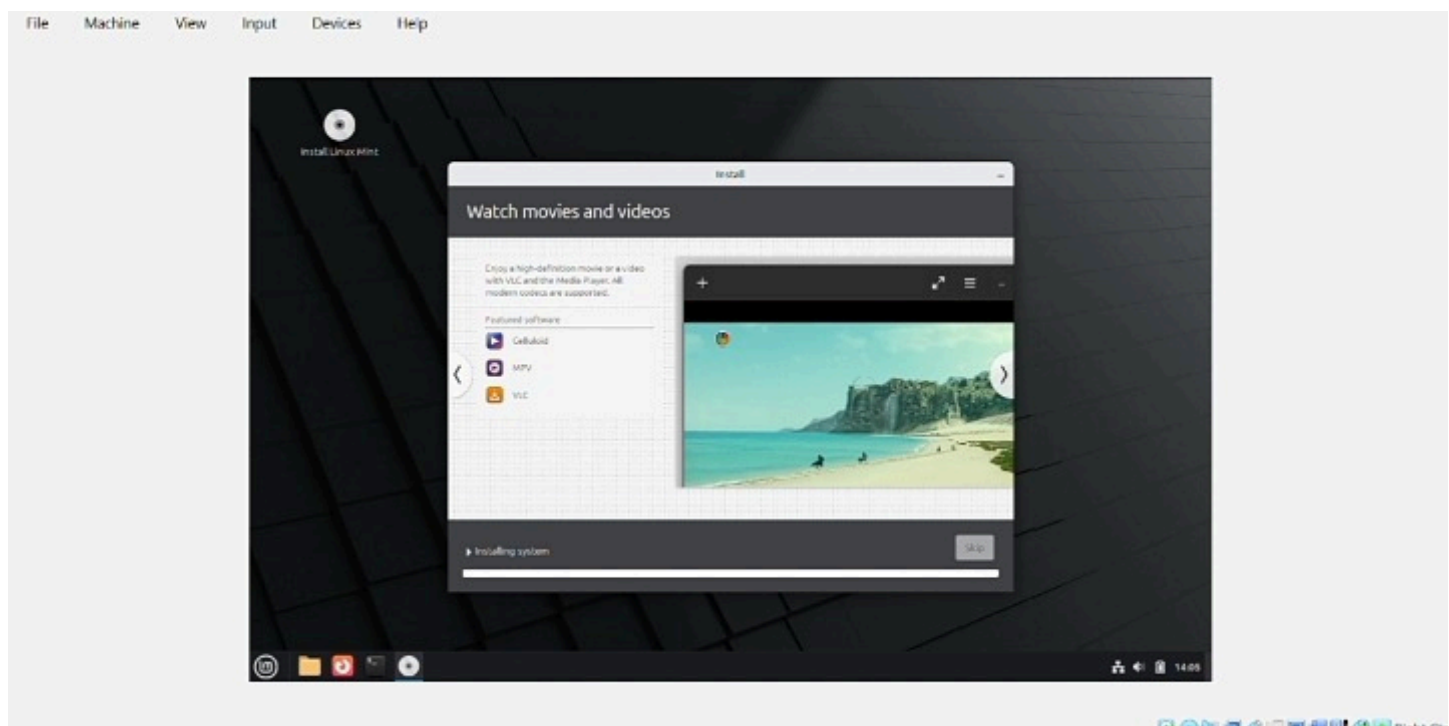 File Machine View Input Devices Help
Install Linux Mint
Install
Watch movies and videos
Enjoy a high-definition movie or a video
with VLC and the Media Player. All
modern codecs are supported.
Featured software
Celluloid
MPV
VLC
Installing system
Skip
14:05